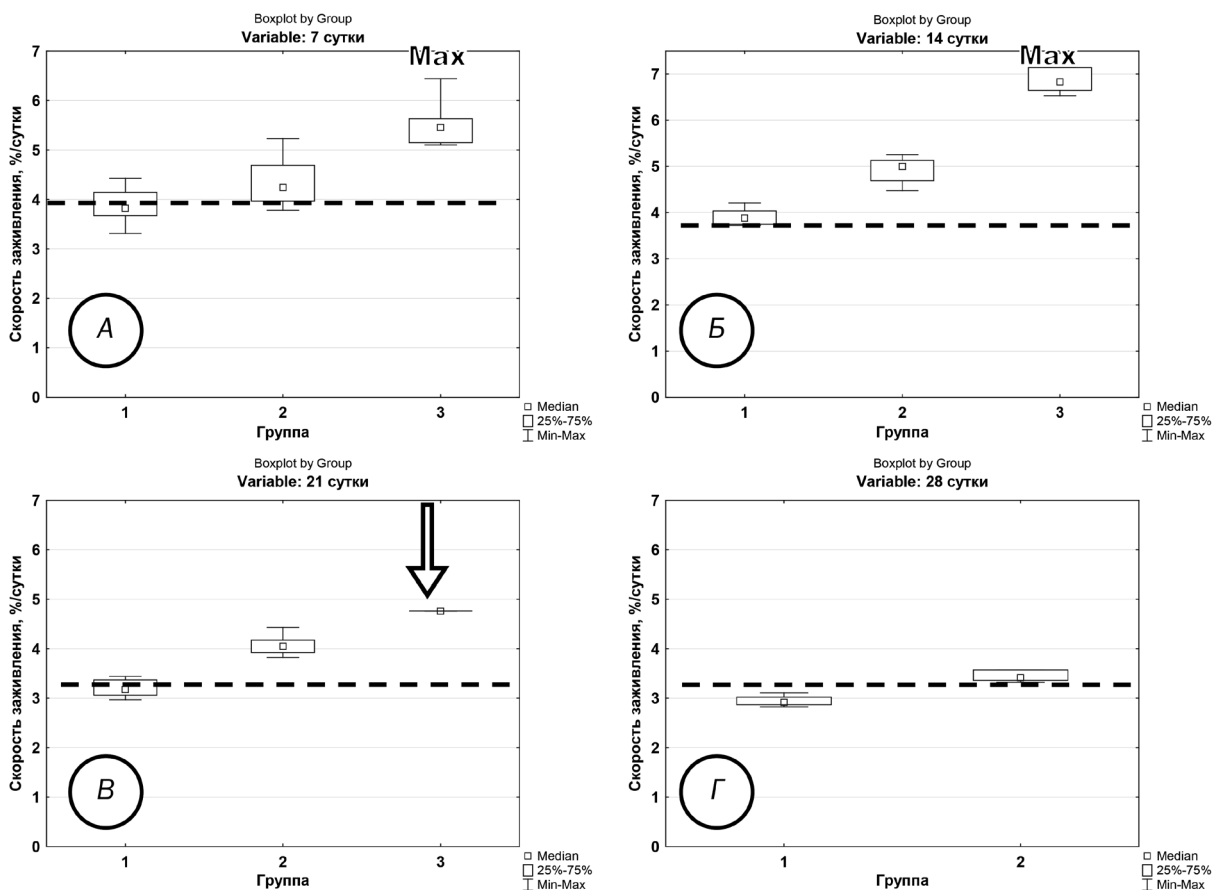 Boxplot by Group
Variable: 7 сутки
Max
Скорость заживления, %/сутки
7
6
5
4
3
2
1
0
А
1 2 3
Группа
Median
25%-75%
Min-Max
Boxplot by Group
Variable: 14 сутки
Max
Скорость заживления, %/сутки
7
6
5
4
3
2
1
0
Б
1 2 3
Группа
Median
25%-75%
Min-Max
Boxplot by Group
Variable: 21 сутки
Скорость заживления, %/сутки
7
6
5
4
3
2
1
0
В
1 2 3
Группа
Median
25%-75%
Min-Max
Boxplot by Group
Variable: 28 сутки
Скорость заживления, %/сутки
7
6
5
4
3
2
1
0
Г
1 2
Группа
Median
25%-75%
Min-Max